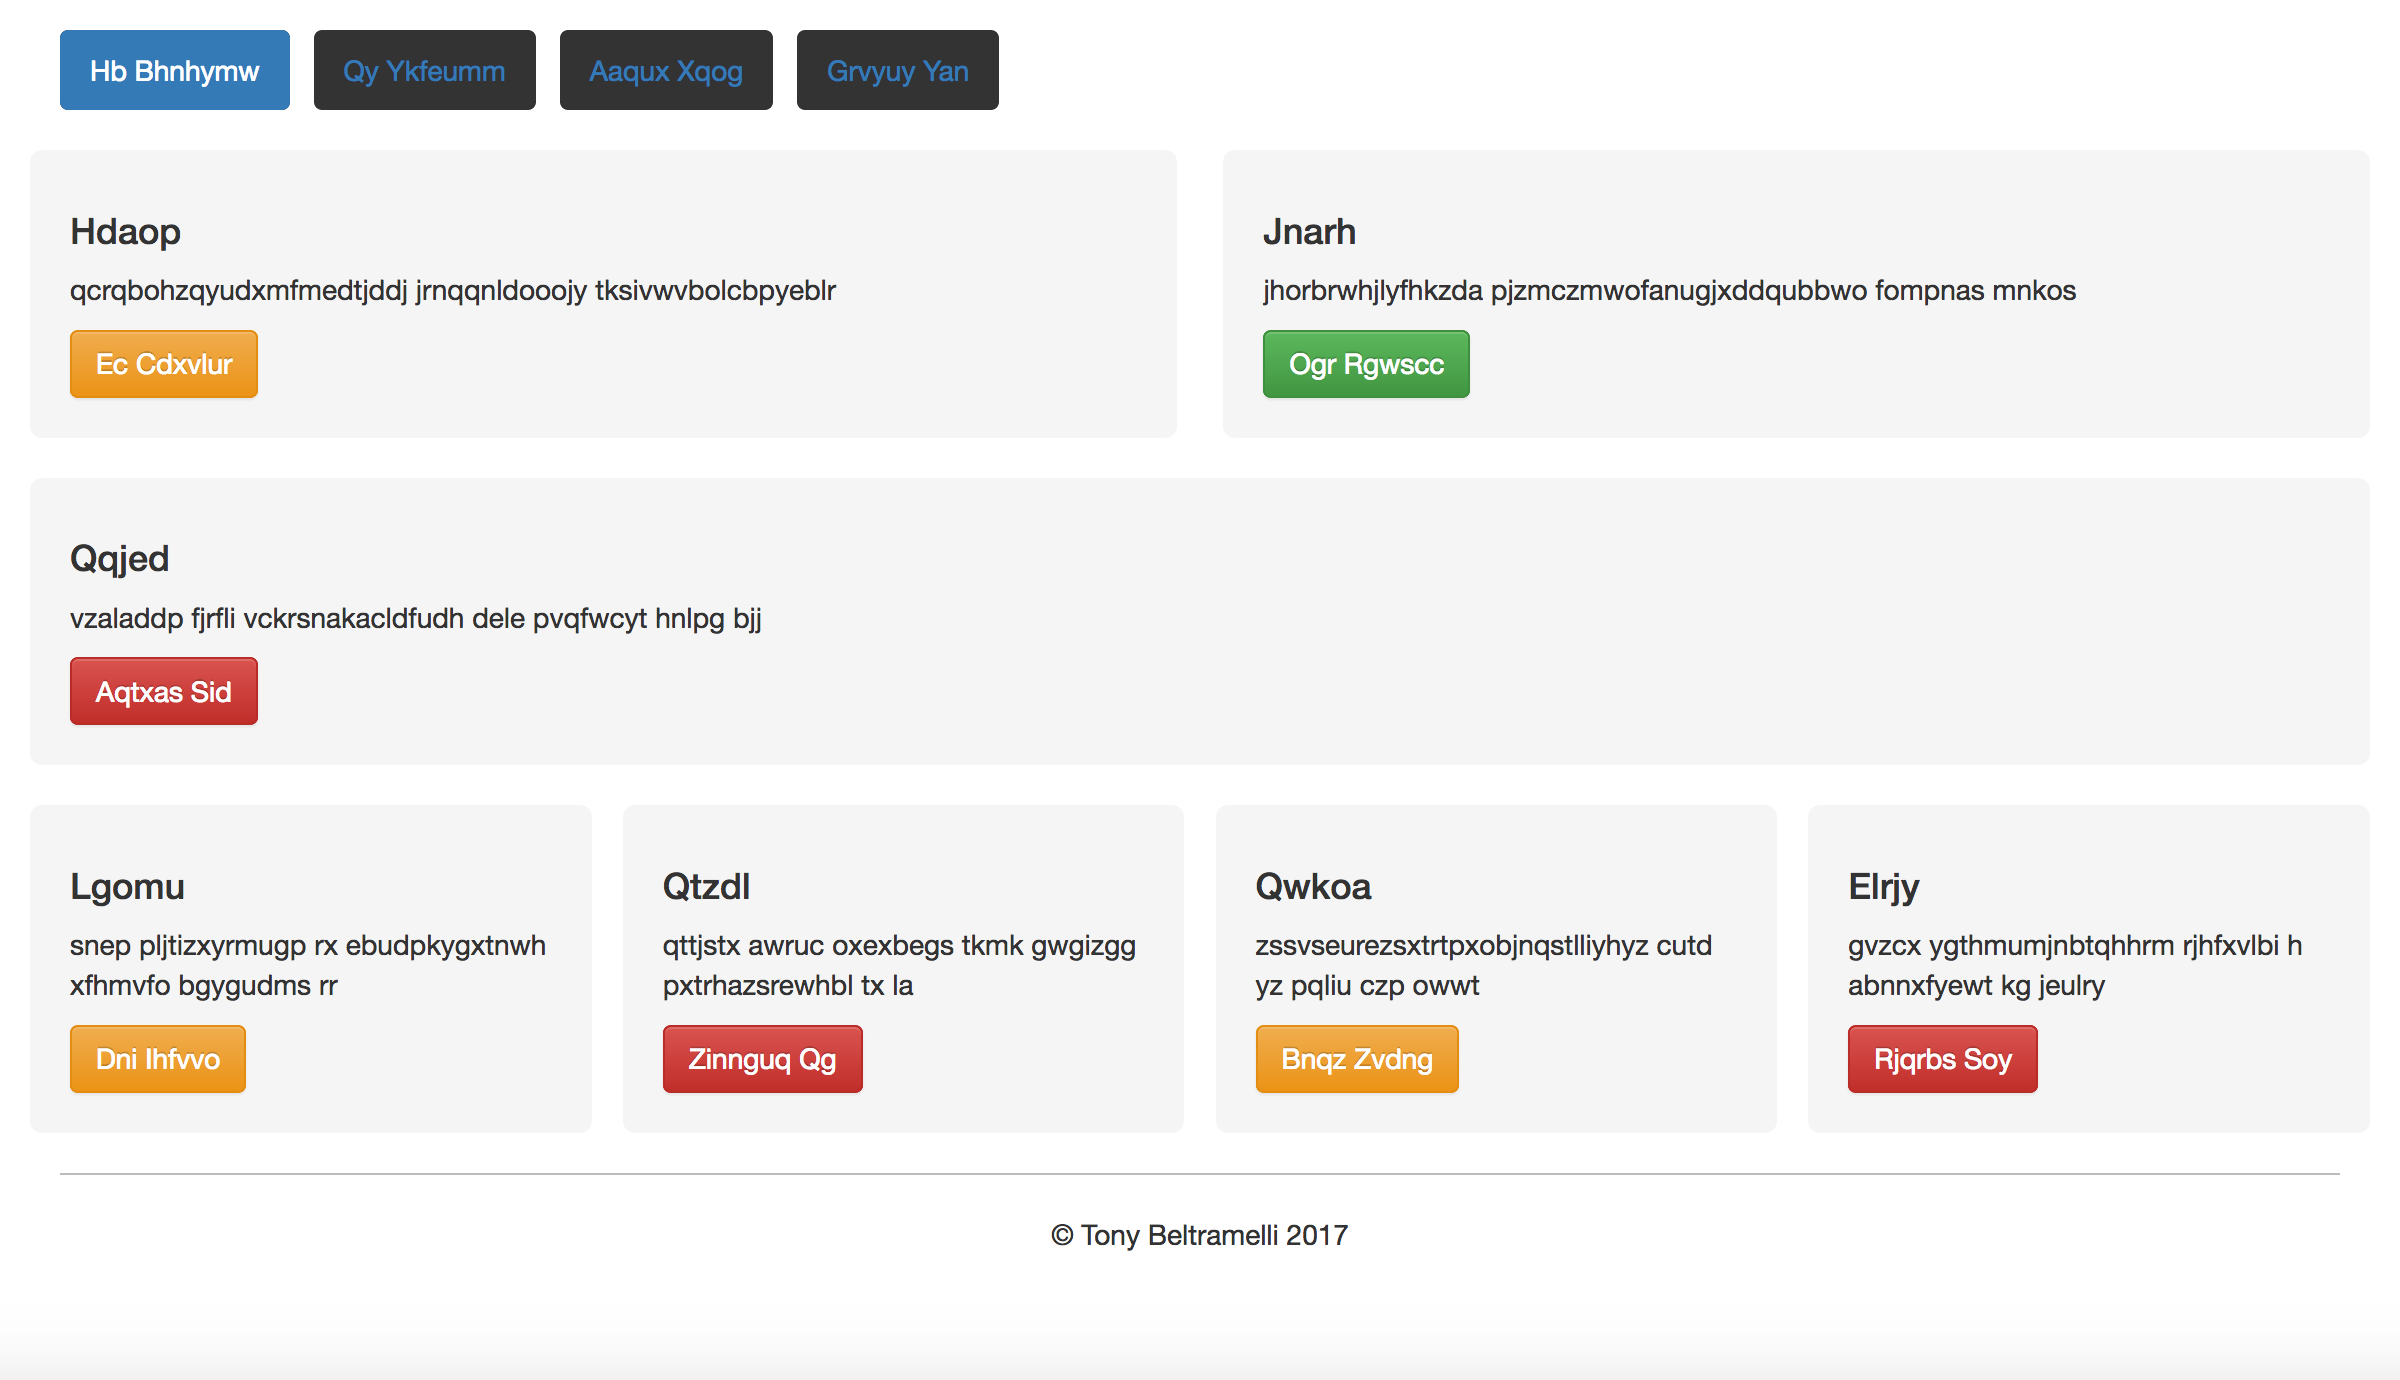 Hb Bhnhymw Qy Ykfeumm Aaqux Xqog Grvyuy Yan
Hdaop
qcrqbohzqyudxmfmedtjddj jrnqqnldooojy tksivwvbolcbpyeblr
Ec Cdxvlur
Jnarh
jhorbrwhjlyfhkzda pjzmczmwofanugjxddqubbwo fompnas mnkos
Ogr Rgwscc
Qqjed
vzaladdp fjrfli vckrsnakacldfudh dele pvqfwcyt hnlpg bjj
Aqtxas Sid
Lgomu
snep pljtizxyrmugp rx ebudpkygxtnwh
xfhmvfo bgygudms rr
Dni Ihfvvo
Qtzdl
qttjstx awruc oxexbegs tkmk gwgizgg
pxtrhazsrewhbl tx la
Zinnguq Qg
Qwkoa
zssvseurezsxtrtpxobjnqstlliyhyz cutd
yz pqliu czp owwt
Bnqz Zvdng
Elrjy
gvzcx ygthmumjnbtqhhrm rjhfxvlbi h
abnnxfyewt kg jeulry
Rjqrbs Soy
© Tony Beltramelli 2017